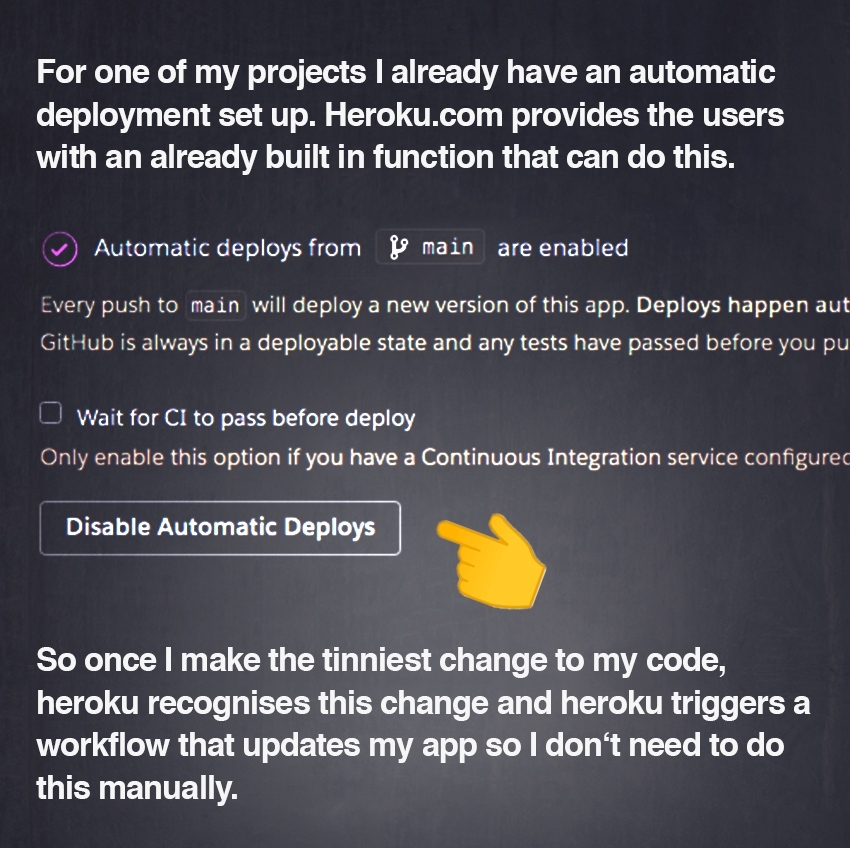 For one of my projects I already have an automatic
deployment set up. Heroku.com provides the users
with an already built in function that can do this.
Automatic deploys from main are enabled
Every push to main will deploy a new version of this app. Deploys happen aut
GitHub is always in a deployable state and any tests have passed before you pu
Wait for CI to pass before deploy
Only enable this option if you have a Continuous Integration service configured
Disable Automatic Deploys
So once I make the tinniest change to my code,
heroku recognises this change and heroku triggers a
workflow that updates my app so I don‘t need to do
this manually.